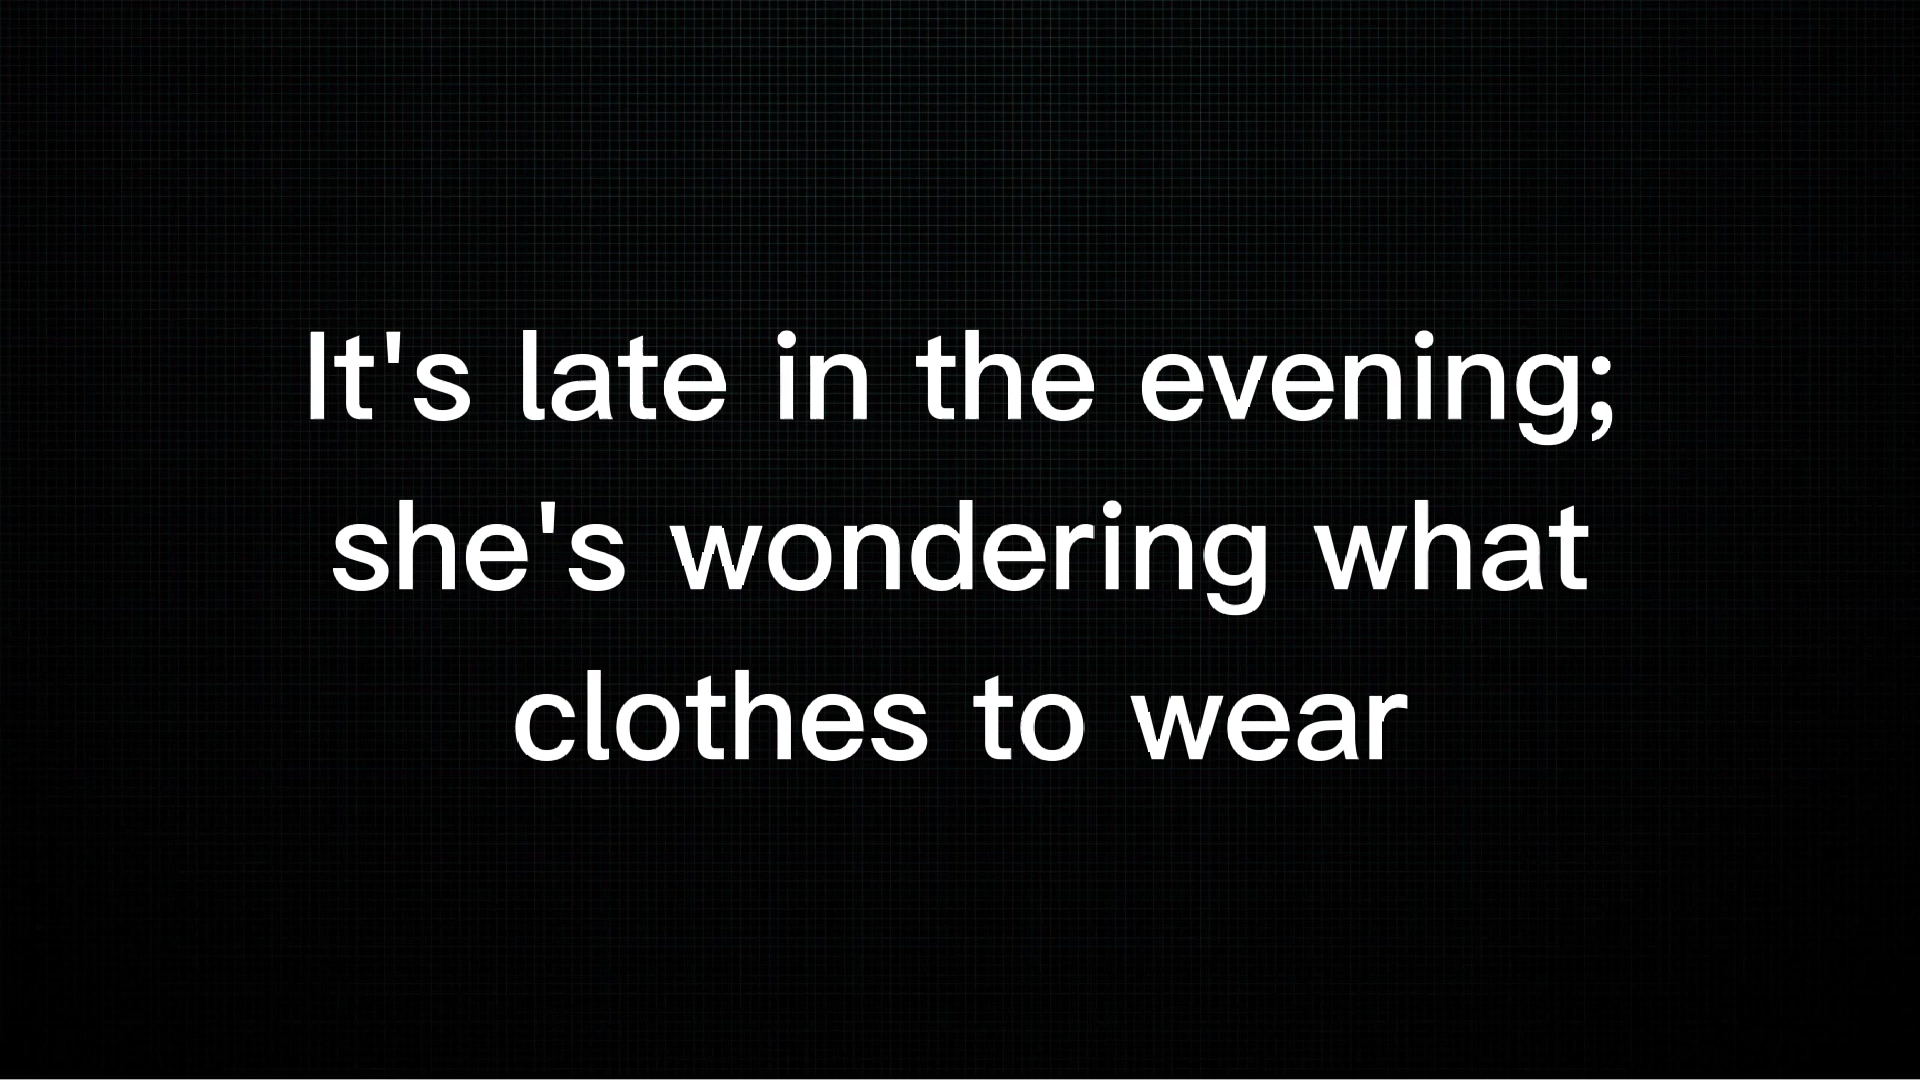 It's late in the evening;
she's wondering what
clothes to wear